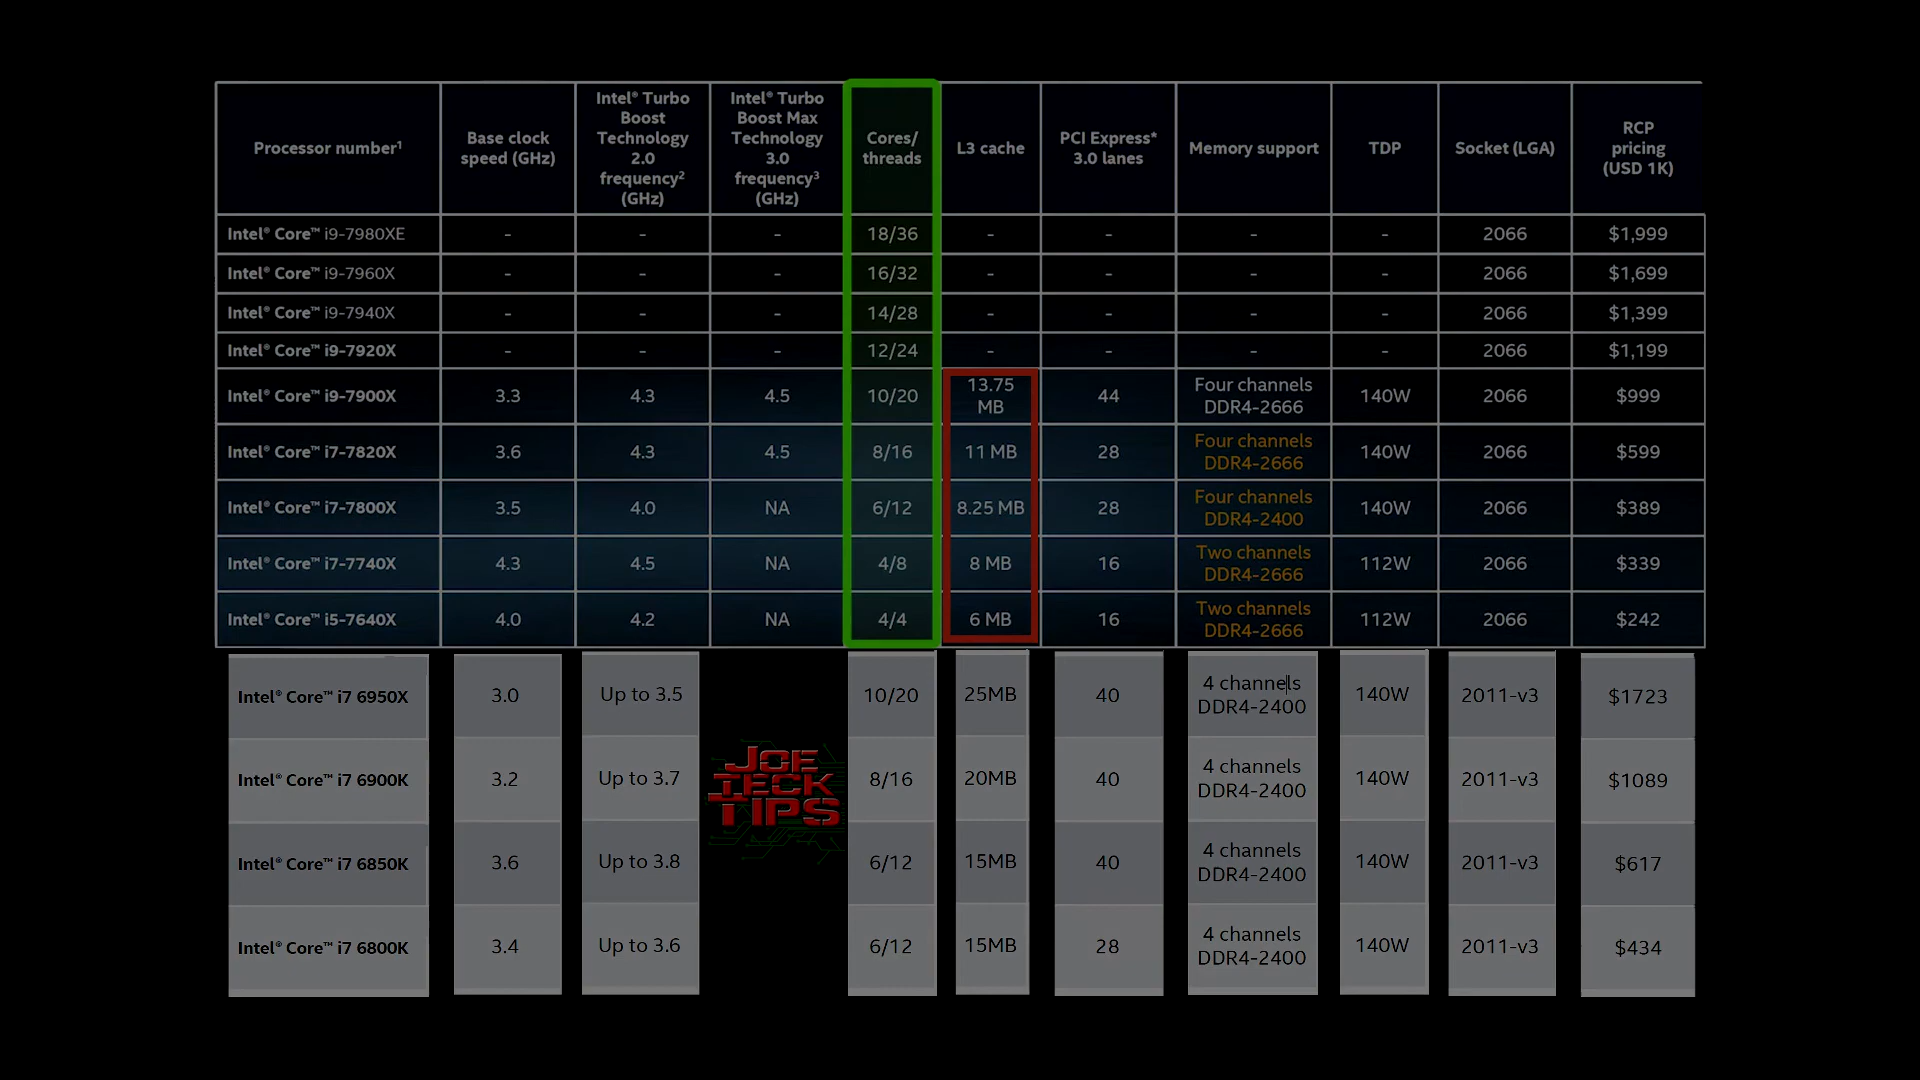 Processor number¹ Base clock speed (GHz) Intel® Turbo Boost Technology 2.0 frequency² (GHz) Intel® Turbo Boost Max Technology 3.0 frequency³ (GHz) Cores/ threads L3 cache PCI Express* 3.0 lanes Memory support TDP Socket (LGA) RCP pricing (USD 1K)
Intel® Core™ i9-7980XE - - - 18/36 - - - - 2066 $1,999
Intel® Core™ i9-7960X - - - 16/32 - - - - 2066 $1,699
Intel® Core™ i9-7940X - - - 14/28 - - - - 2066 $1,399
Intel® Core™ i9-7920X - - - 12/24 - - - - 2066 $1,199
Intel® Core™ i9-7900X 3.3 4.3 4.5 10/20 13.75 MB 44 Four channels DDR4-2666 140W 2066 $999
Intel® Core™ i7-7820X 3.6 4.3 4.5 8/16 11 MB 28 Four channels DDR4-2666 140W 2066 $599
Intel® Core™ i7-7800X 3.5 4.0 NA 6/12 8.25 MB 28 Four channels DDR4-2400 140W 2066 $389
Intel® Core™ i7-7740X 4.3 4.5 NA 4/8 8 MB 16 Two channels DDR4-2666 112W 2066 $339
Intel® Core™ i5-7640X 4.0 4.2 NA 4/4 6 MB 16 Two channels DDR4-2666 112W 2066 $242
Intel® Core™ i7 6950X 3.0 Up to 3.5 10/20 25MB 40 4 channels DDR4-2400 140W 2011-v3 $1723
Intel® Core™ i7 6900K 3.2 Up to 3.7 8/16 20MB 40 4 channels DDR4-2400 140W 2011-v3 $1089
Intel® Core™ i7 6850K 3.6 Up to 3.8 6/12 15MB 40 4 channels DDR4-2400 140W 2011-v3 $617
Intel® Core™ i7 6800K 3.4 Up to 3.6 6/12 15MB 28 4 channels DDR4-2400 140W 2011-v3 $434
JOE
TECK
TIPS